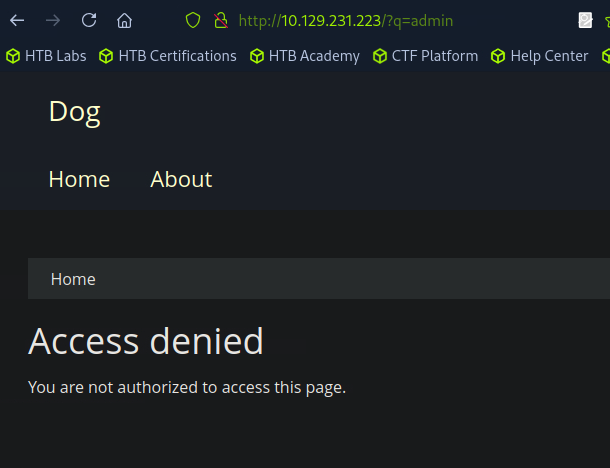 http://10.129.231.223/?q=admin
HTB Labs HTB Certifications HTB Academy CTF Platform Help Center
Dog
Home About
Home
Access denied
You are not authorized to access this page.